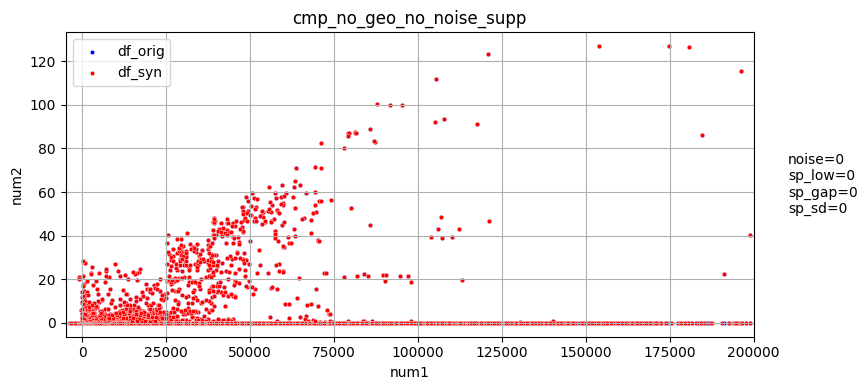 cmp_no_geo_no_noise_supp
df_orig
df_syn
120
100
80
60
40
20
0
num2
0
25000
50000
75000
100000
125000
150000
175000
200000
num1
noise=0
sp_low=0
sp_gap=0
sp_sd=0